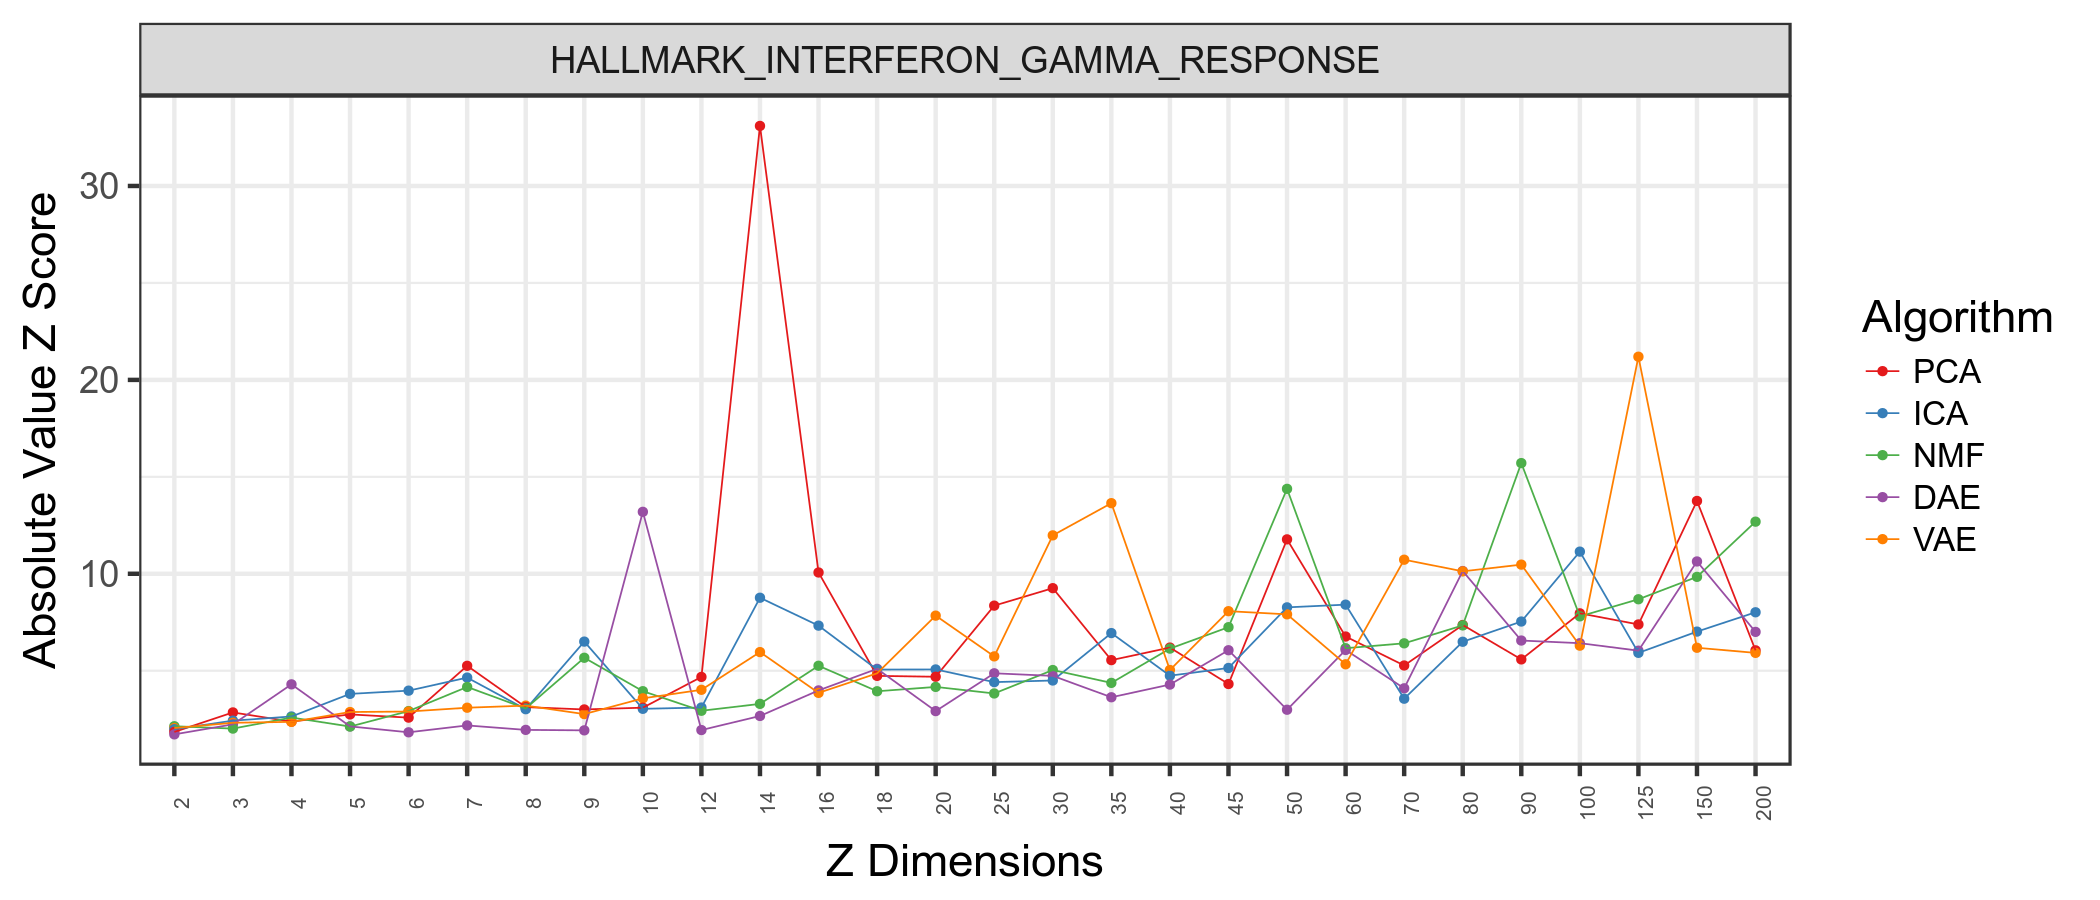 HALLMARK_INTERFERON_GAMMA_RESPONSE
Absolute Value Z Score
30
20
10
2 3 4 5 6 7 8 9 10 12 14 16 18 20 25 30 35 40 45 50 60 70 80 90 100 125 150 200
Z Dimensions
Algorithm
PCA
ICA
NMF
DAE
VAE